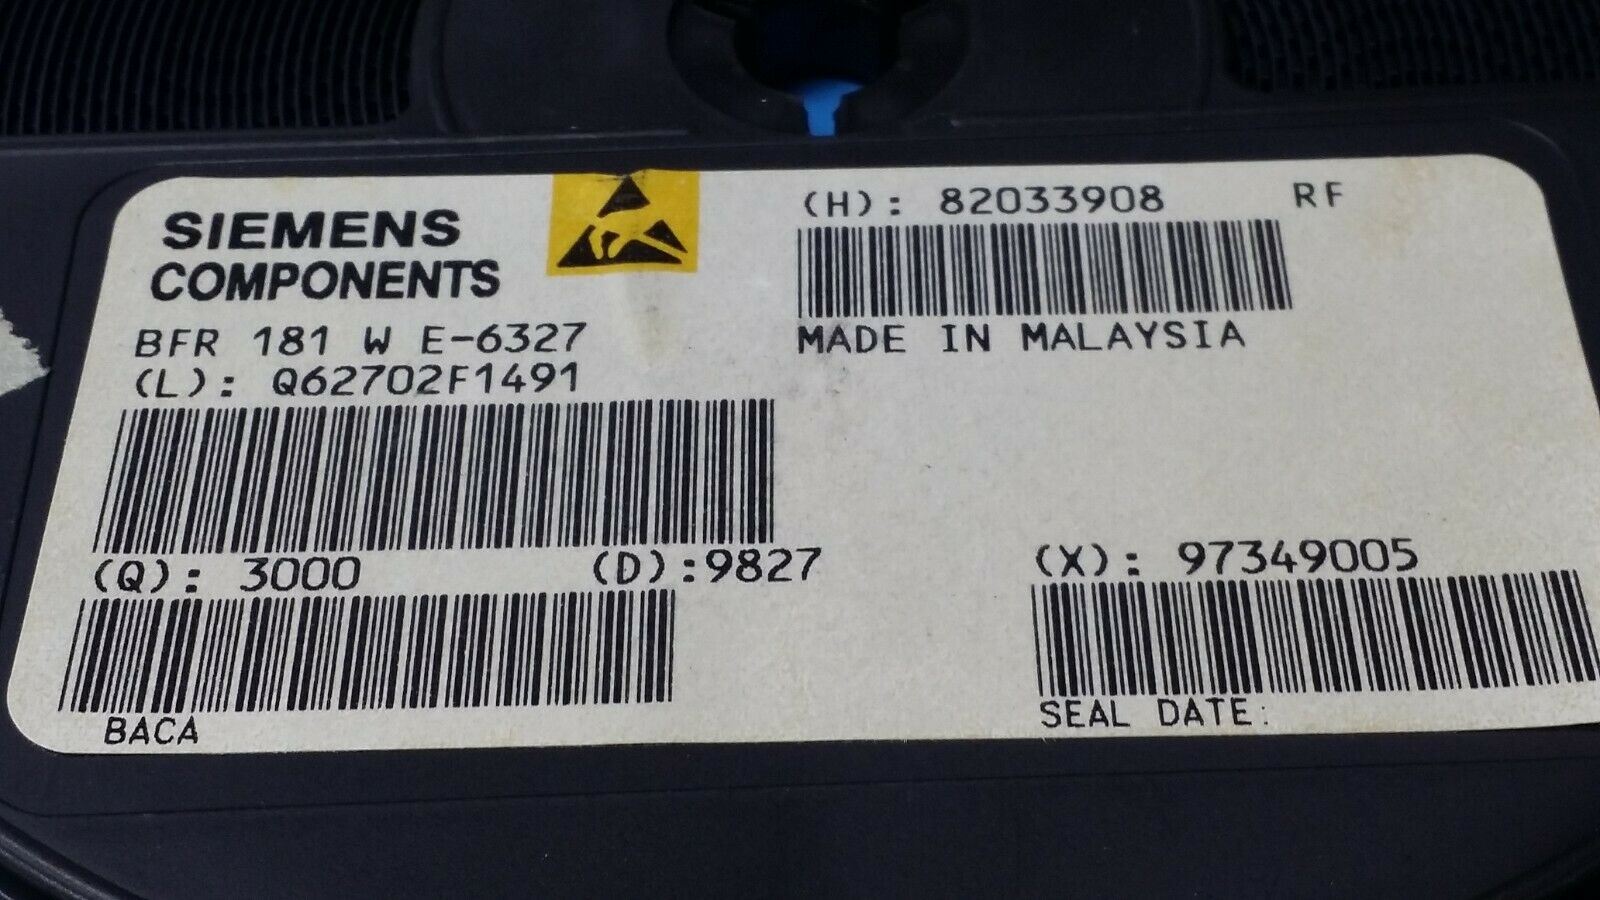 SIEMENS
COMPONENTS
BFR 181 W E-6327
(L): Q62702F1491
(Q): 3000 (D):9827
BACA
(H): 82033908 RF
MADE IN MALAYSIA
(X): 97349005
SEAL DATE: